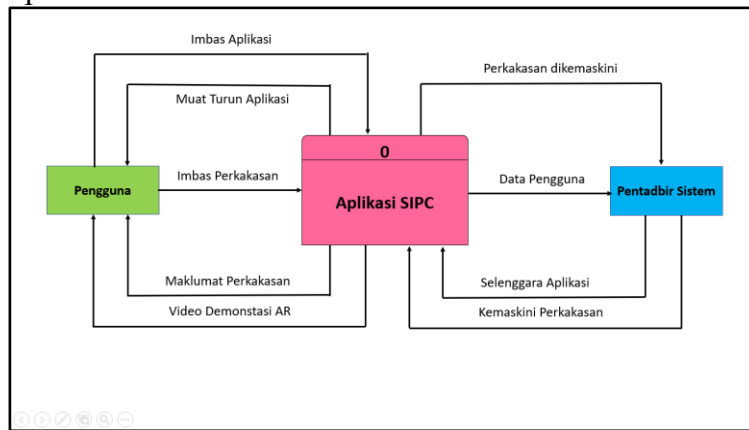 Imbas Aplikasi
Perkakasan dikemaskini
Muat Turun Aplikasi
0
Pengguna
Imbas Perkakasan
Aplikasi SIPC
Data Pengguna
Pentadbir Sistem
Maklumat Perkakasan
Selenggara Aplikasi
Video Demonstasi AR
Kemaskini Perkakasan